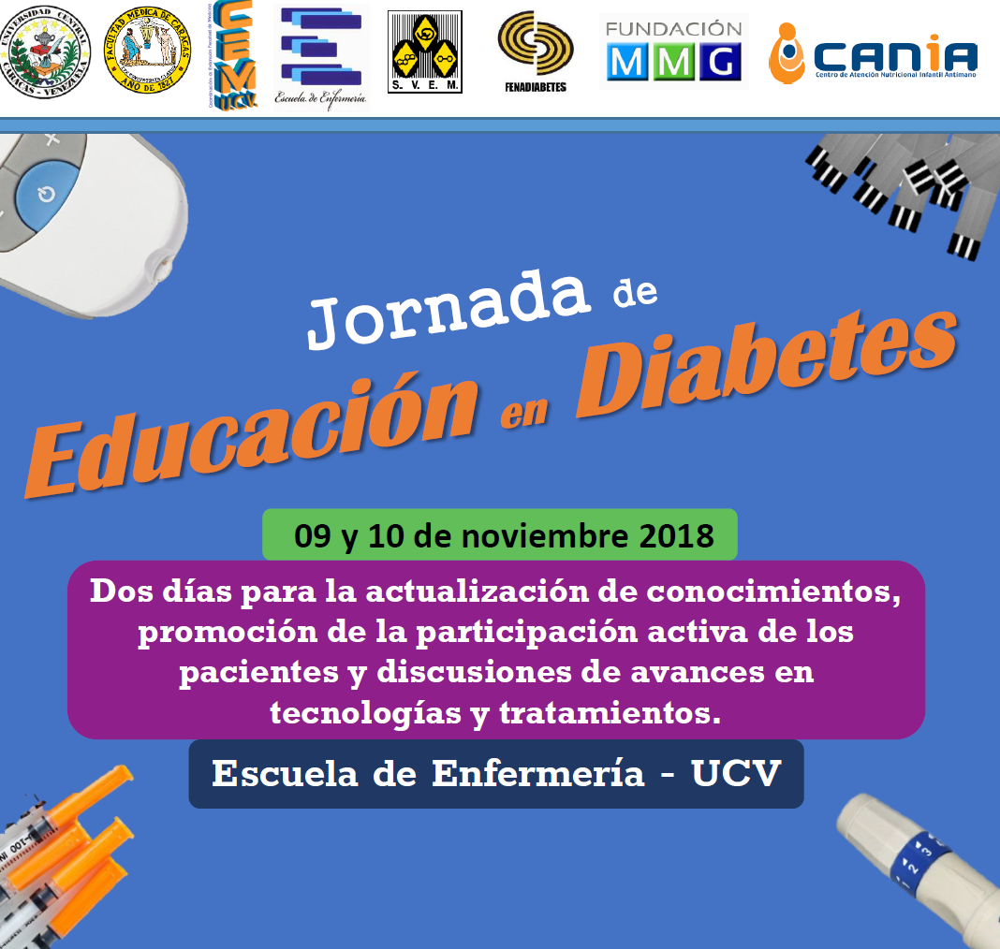 UNIVERSIDAD CENTRAL
CARACAS - VENEZUELA
FACULTAD MEDICA DE CARACAS
AÑO DE 1827
CEM
U.C.V.
Escuela de Enfermería
S. V. E. M.
FENADIABETES
FUNDACIÓN
MMG
CANIA
Centro de Atención Nutricional Infantil Antímano
Jornada de
Educación en Diabetes
09 y 10 de noviembre 2018
Dos días para la actualización de conocimientos,
promoción de la participación activa de los
pacientes y discusiones de avances en
tecnologías y tratamientos.
Escuela de Enfermería - UCV
1 2 3